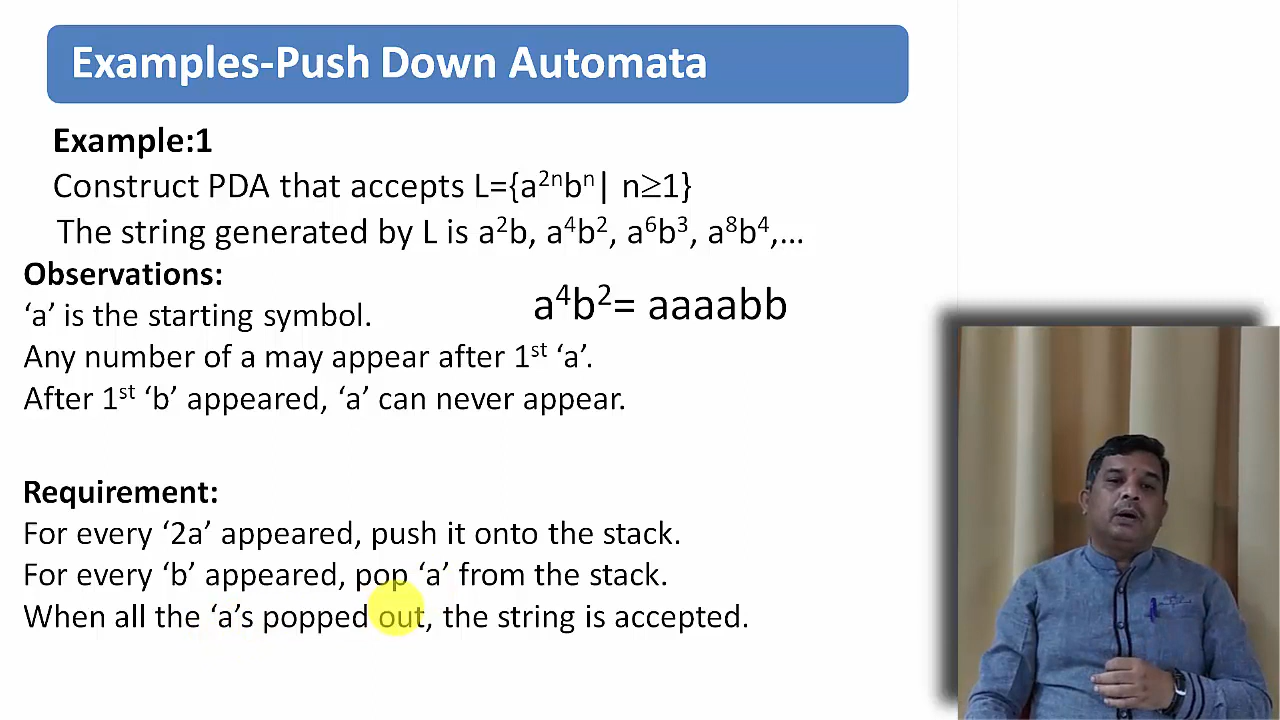 Examples-Push Down Automata
Example:1
Construct PDA that accepts L={a²ⁿbⁿ| n≥1}
The string generated by L is a²b, a⁴b², a⁶b³, a⁸b⁴,...
Observations:
‘a’ is the starting symbol.
a⁴b²= aaaabb
Any number of a may appear after 1ˢᵗ ‘a’.
After 1ˢᵗ ‘b’ appeared, ‘a’ can never appear.
Requirement:
For every ‘2a’ appeared, push it onto the stack.
For every ‘b’ appeared, pop ‘a’ from the stack.
When all the ‘a’s popped out, the string is accepted.